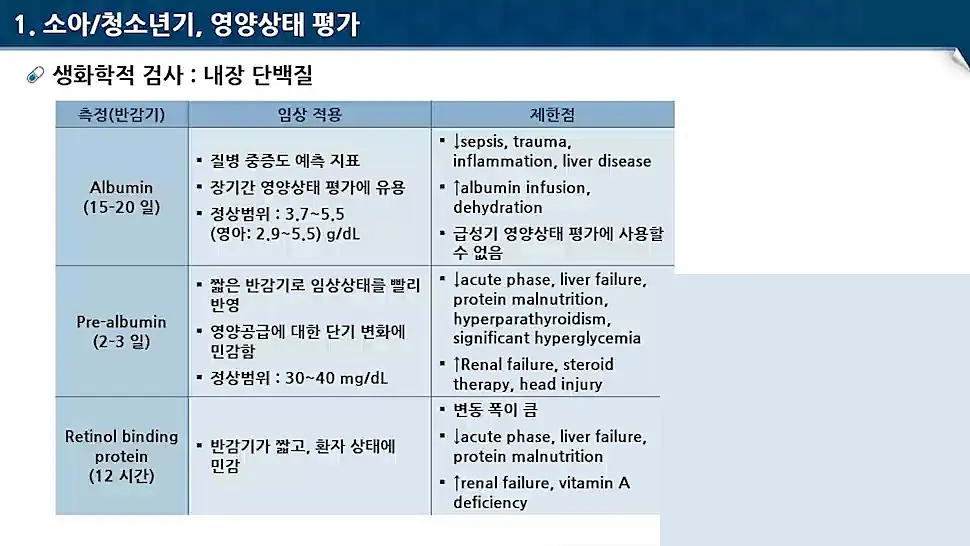 1. 소아/청소년기, 영양상태 평가
생화학적 검사 : 내장 단백질
측정(반감기)
임상 적용
제한점
Albumin
(15-20 일)
▪ 질병 중증도 예측 지표
▪ 장기간 영양상태 평가에 유용
▪ 정상범위 : 3.7~5.5
(영아: 2.9~5.5) g/dL
▪ ↓sepsis, trauma,
inflammation, liver disease
▪ ↑albumin infusion,
dehydration
▪ 급성기 영양상태 평가에 사용할
수 없음
Pre-albumin
(2-3 일)
▪ 짧은 반감기로 임상상태를 빨리
반영
▪ 영양공급에 대한 단기 변화에
민감함
▪ 정상범위 : 30~40 mg/dL
▪ ↓acute phase, liver failure,
protein malnutrition,
hyperparathyroidism,
significant hyperglycemia
▪ ↑Renal failure, steroid
therapy, head injury
Retinol binding
protein
(12 시간)
▪ 반감기가 짧고, 환자 상태에
민감
▪ 변동 폭이 큼
▪ ↓acute phase, liver failure,
protein malnutrition
▪ ↑renal failure, vitamin A
deficiency